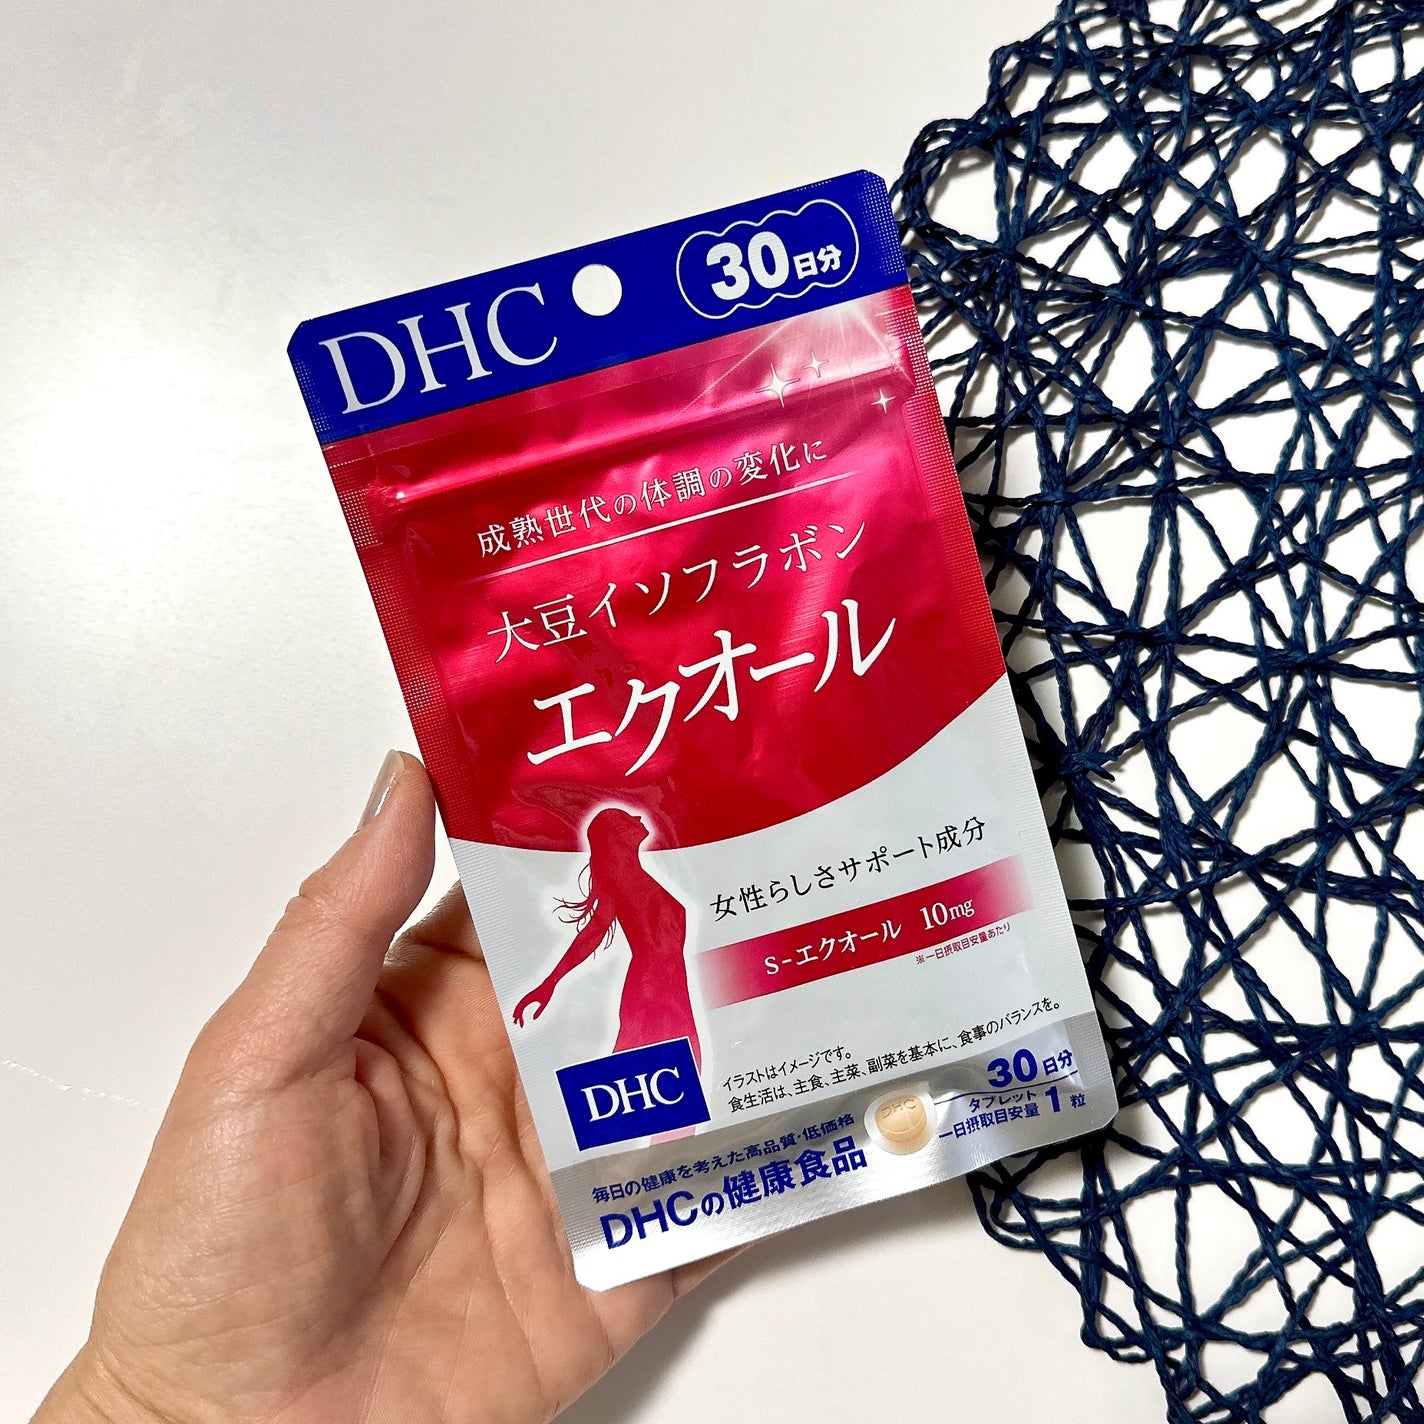 DHC
30日分
成熟世代の体調の変化に
大豆イソフラボン
エクオール
女性らしさサポート成分
S-エクオール 10mg
※一日摂取目安量あたり
イラストはイメージです。
食生活は、主食、主菜、副菜を基本に、食事のバランスを。
DHC
30日分
タブレット
一日摂取目安量 1粒
DHC
毎日の健康を考えた高品質・低価格
DHCの健康食品